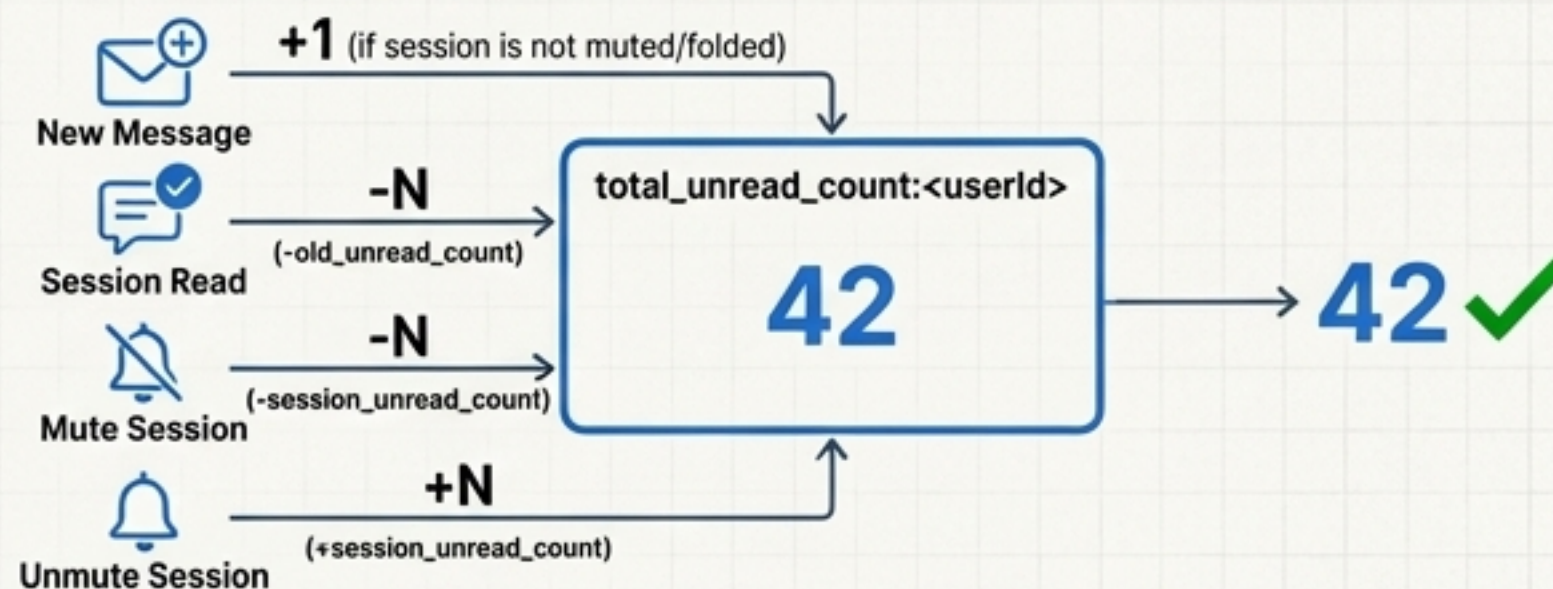 +1 (if session is not muted/folded)
New Message
total_unread_count:<userId>
-N
(-old_unread_count)
Session Read
42
42
-N
(-session_unread_count)
Mute Session
+N
(+session_unread_count)
Unmute Session